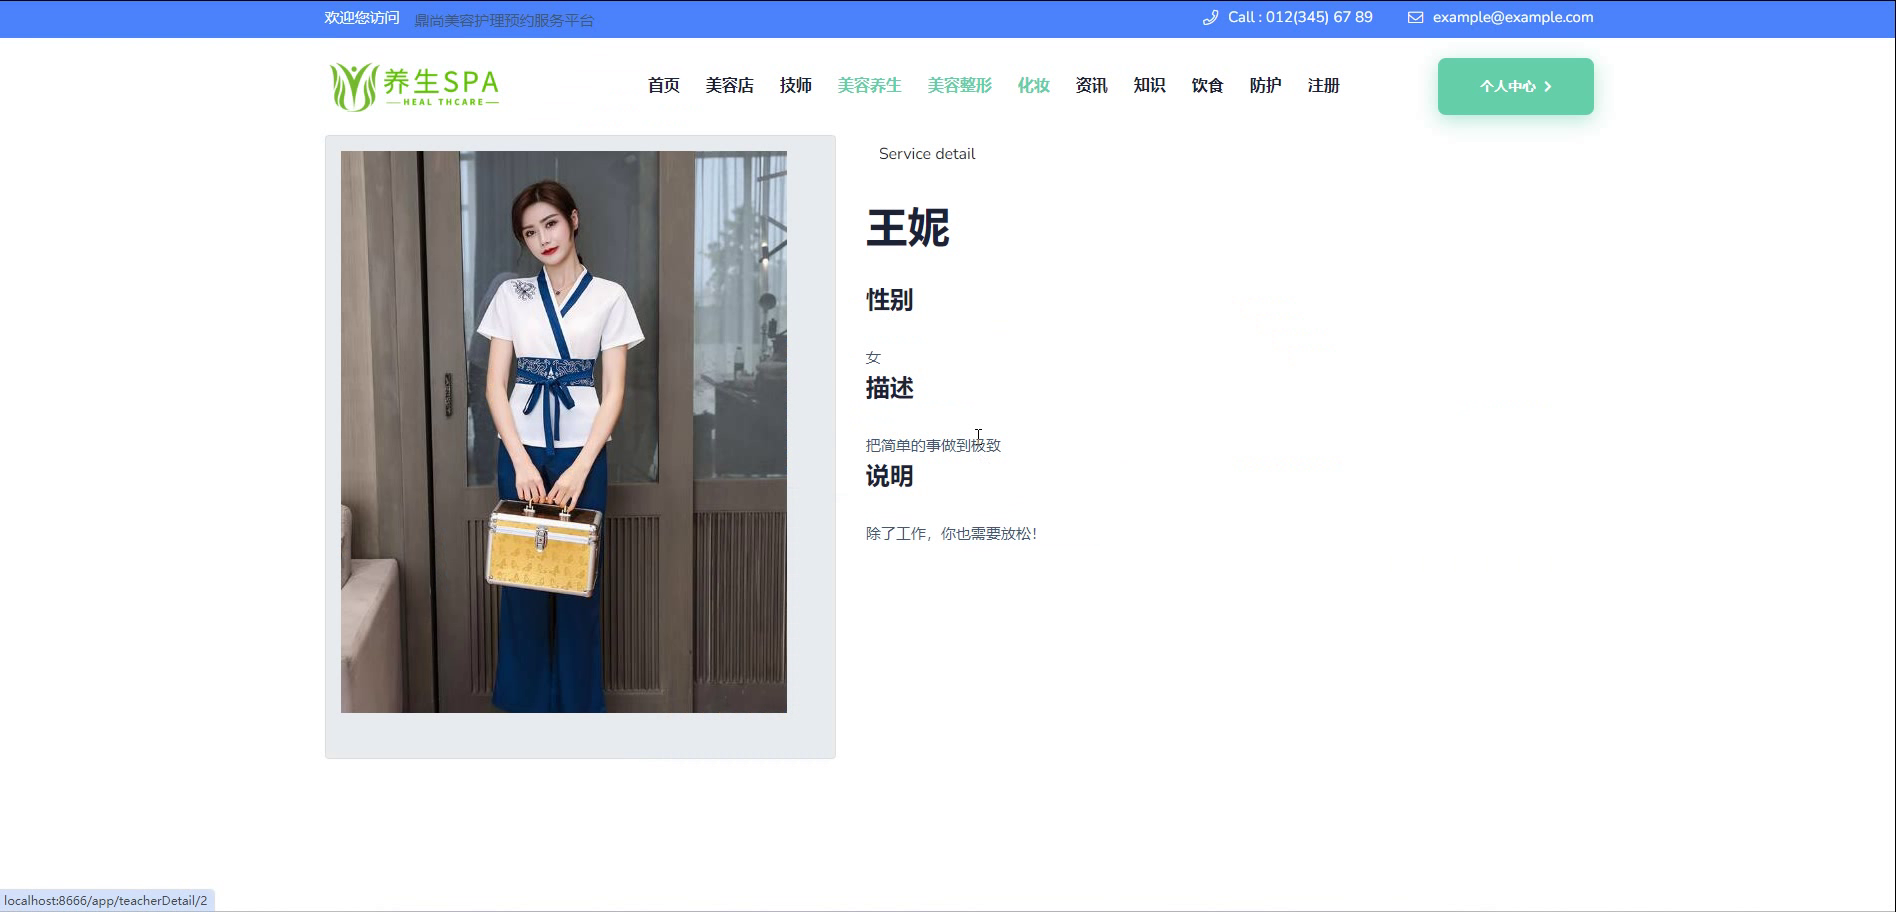 欢迎您访问 鼎尚美容护理预约服务平台 Call : 012(345) 67 89 example@example.com
养生SPA
HEAL THCARE
首页 美容店 技师 美容养生 美容整形 化妆 资讯 知识 饮食 防护 注册 个人中心
Service detail
王妮
性别
女
描述
把简单的事做到极致
说明
除了工作，你也需要放松！
localhost:8666/app/teacherDetail/2